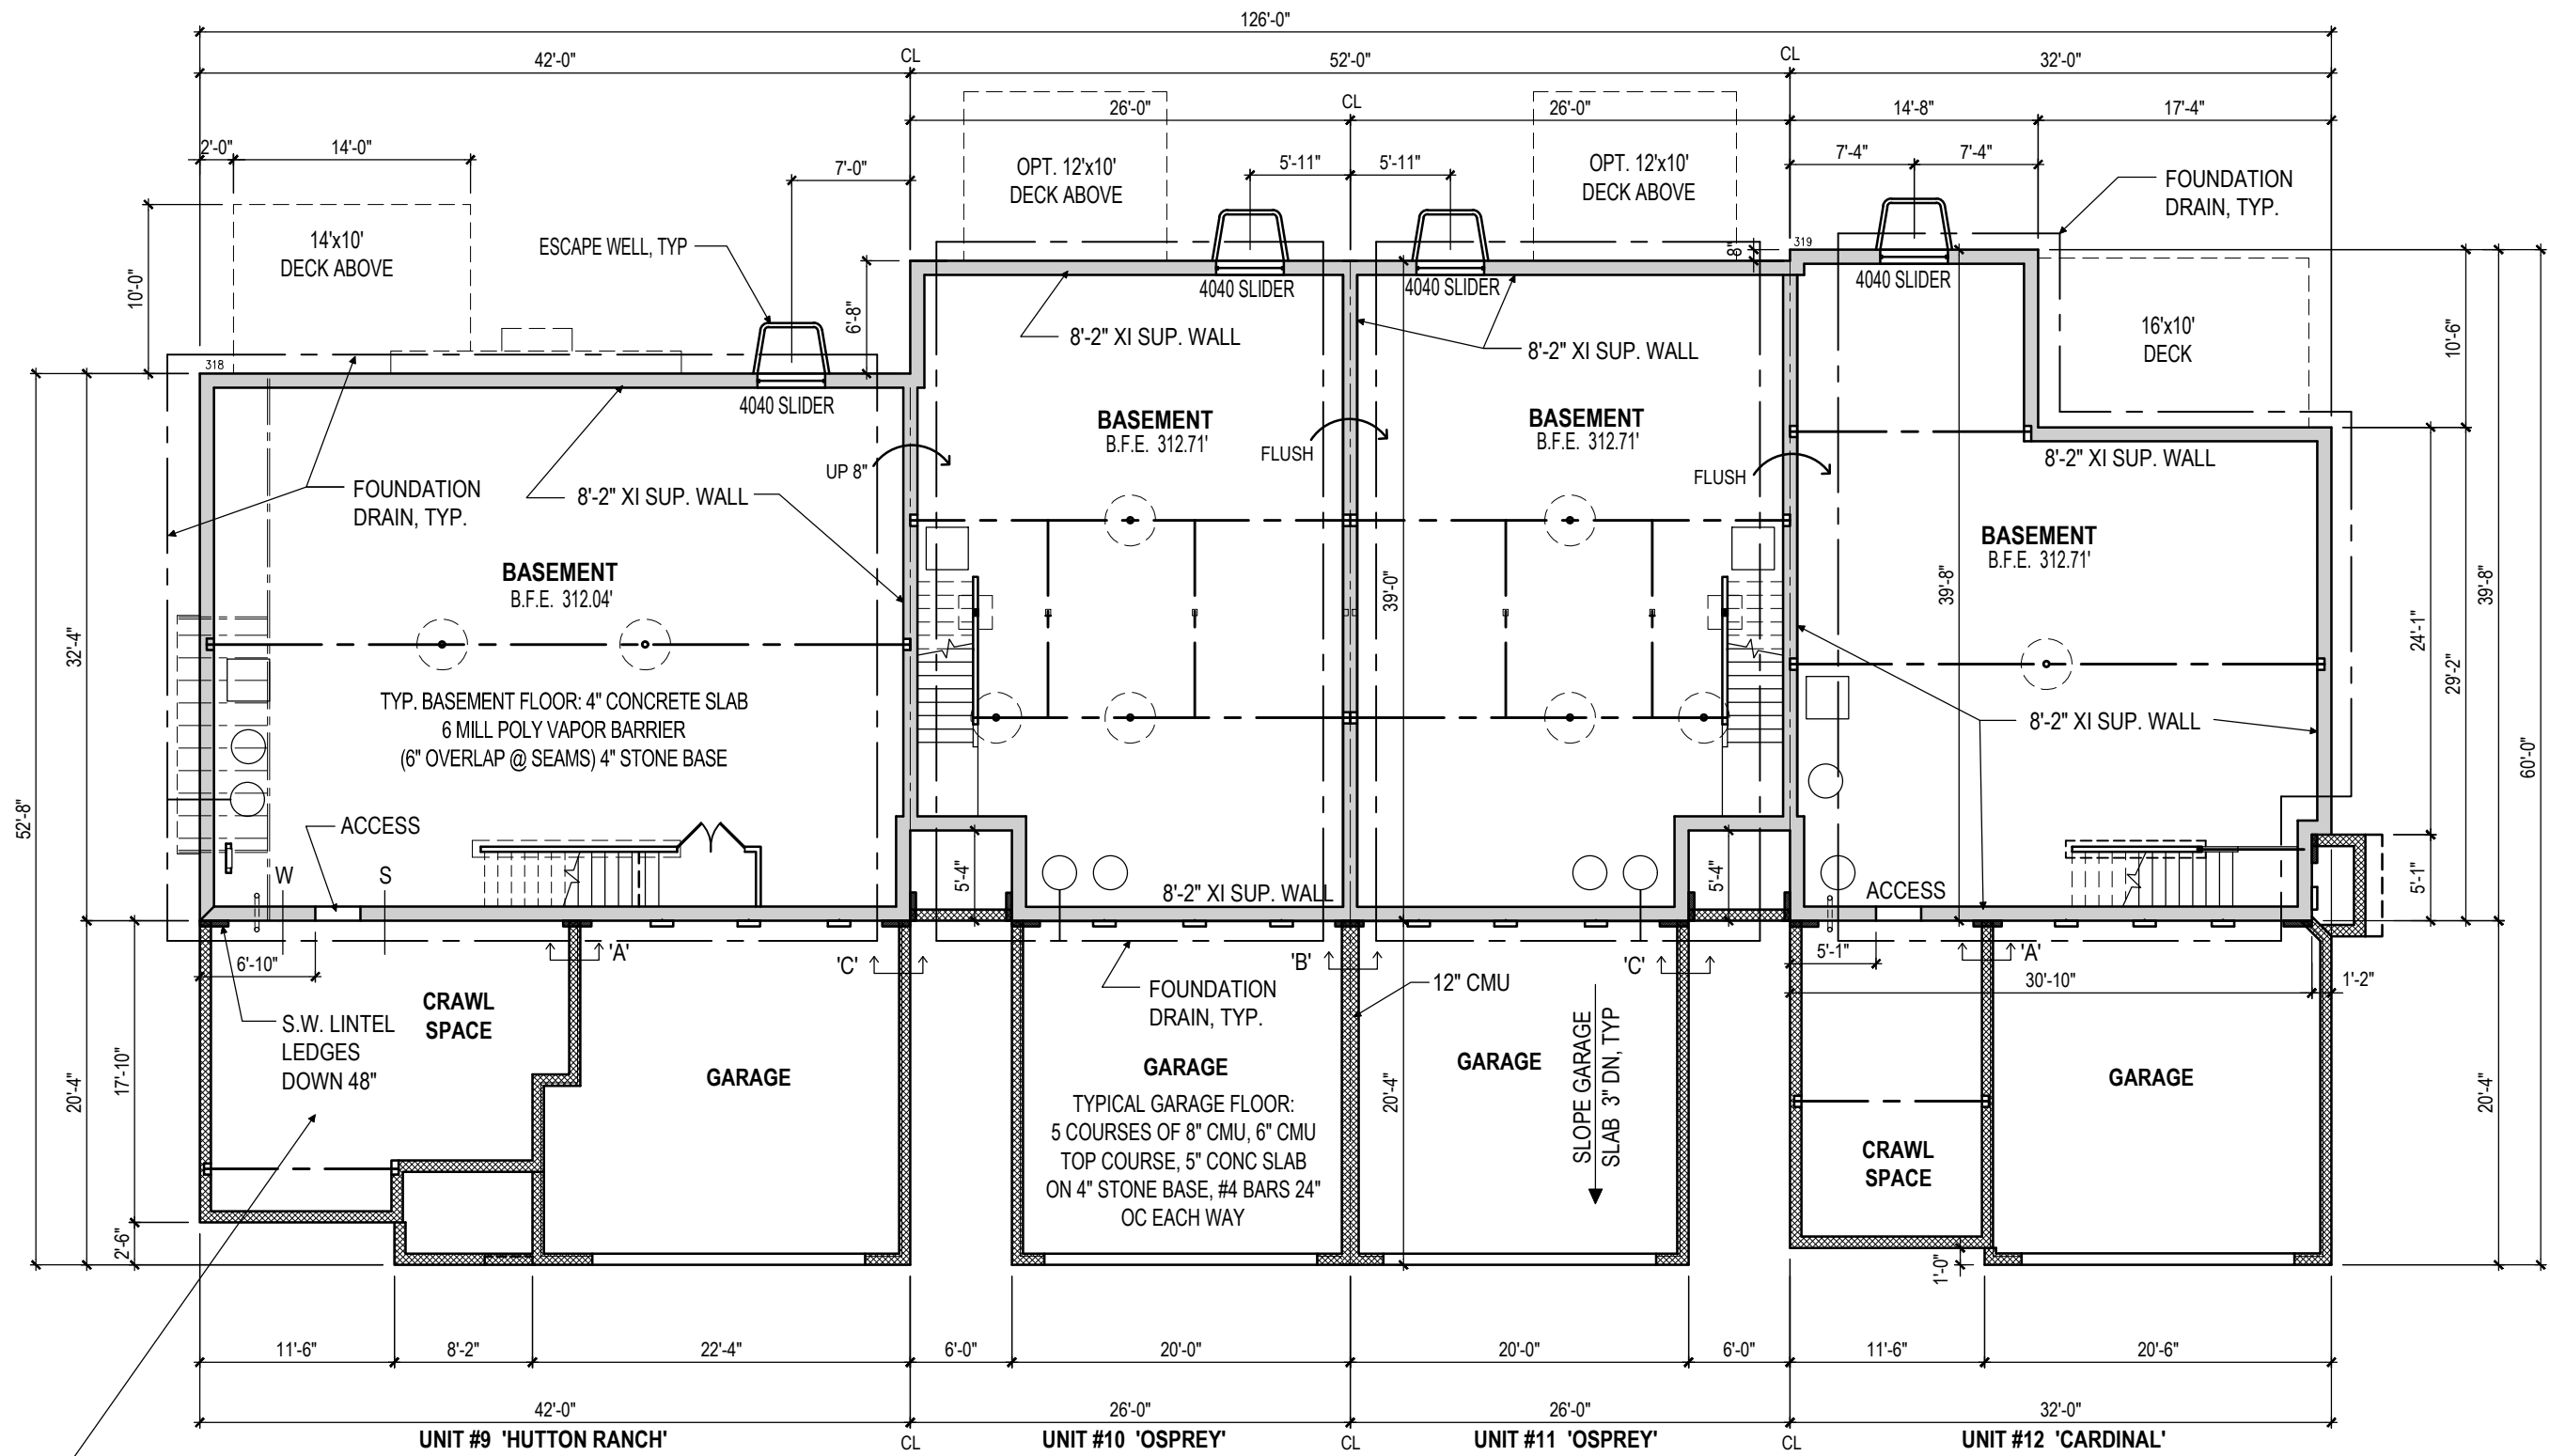 126'-0"
42'-0"
CL
52'-0"
CL
32'-0"
26'-0"
CL
26'-0"
14'-8"
17'-4"
2'-0"
14'-0"
7'-0"
5'-11"
5'-11"
7'-4"
7'-4"
OPT. 12'x10'
DECK ABOVE
OPT. 12'x10'
DECK ABOVE
FOUNDATION
DRAIN, TYP.
14'x10'
DECK ABOVE
10'-0"
ESCAPE WELL, TYP
6'-8"
8"
319
4040 SLIDER
4040 SLIDER
4040 SLIDER
8'-2" XI SUP. WALL
8'-2" XI SUP. WALL
16'x10'
DECK
10'-6"
318
4040 SLIDER
BASEMENT
B.F.E. 312.71'
BASEMENT
B.F.E. 312.71'
UP 8"
FLUSH
FLUSH
8'-2" XI SUP. WALL
FOUNDATION
DRAIN, TYP.
8'-2" XI SUP. WALL
BASEMENT
B.F.E. 312.04'
BASEMENT
B.F.E. 312.71'
39'-0"
39'-8"
39'-8"
24'-1"
29'-2"
60'-0"
32'-4"
52'-8"
TYP. BASEMENT FLOOR: 4" CONCRETE SLAB
6 MILL POLY VAPOR BARRIER
(6" OVERLAP @ SEAMS) 4" STONE BASE
8'-2" XI SUP. WALL
ACCESS
W
S
5'-4"
8'-2" XI SUP. WALL
5'-4"
ACCESS
5'-1"
6'-10"
'A'
'C'
'B'
'C'
5'-1"
'A'
30'-10"
1'-2"
CRAWL
SPACE
S.W. LINTEL
LEDGES
DOWN 48"
FOUNDATION
DRAIN, TYP.
12" CMU
GARAGE
GARAGE
GARAGE
GARAGE
TYPICAL GARAGE FLOOR:
5 COURSES OF 8" CMU, 6" CMU
TOP COURSE, 5" CONC SLAB
ON 4" STONE BASE, #4 BARS 24"
OC EACH WAY
SLOPE GARAGE
SLAB 3" DN, TYP
CRAWL
SPACE
17'-10"
20'-4"
2'-6"
20'-4"
20'-4"
1'-0"
11'-6"
8'-2"
22'-4"
6'-0"
20'-0"
20'-0"
6'-0"
11'-6"
20'-6"
42'-0"
26'-0"
26'-0"
32'-0"
UNIT #9 'HUTTON RANCH'
CL
UNIT #10 'OSPREY'
CL
UNIT #11 'OSPREY'
CL
UNIT #12 'CARDINAL'